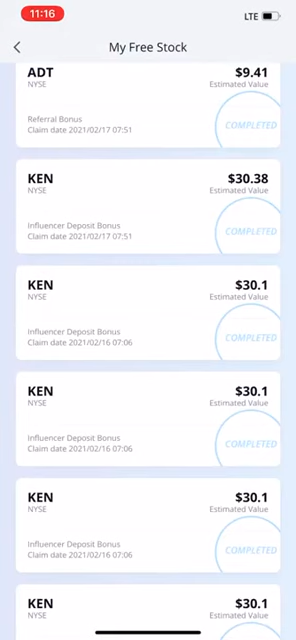 11:16
LTE
My Free Stock
ADT $9.41
NYSE Estimated Value
Referral Bonus
Claim date 2021/02/17 07:51
COMPLETED
KEN $30.38
NYSE Estimated Value
Influencer Deposit Bonus
Claim date 2021/02/17 07:51
COMPLETED
KEN $30.1
NYSE Estimated Value
Influencer Deposit Bonus
Claim date 2021/02/16 07:06
COMPLETED
KEN $30.1
NYSE Estimated Value
Influencer Deposit Bonus
Claim date 2021/02/16 07:06
COMPLETED
KEN $30.1
NYSE Estimated Value
Influencer Deposit Bonus
Claim date 2021/02/16 07:06
COMPLETED
KEN $30.1
NYSE Estimated Value